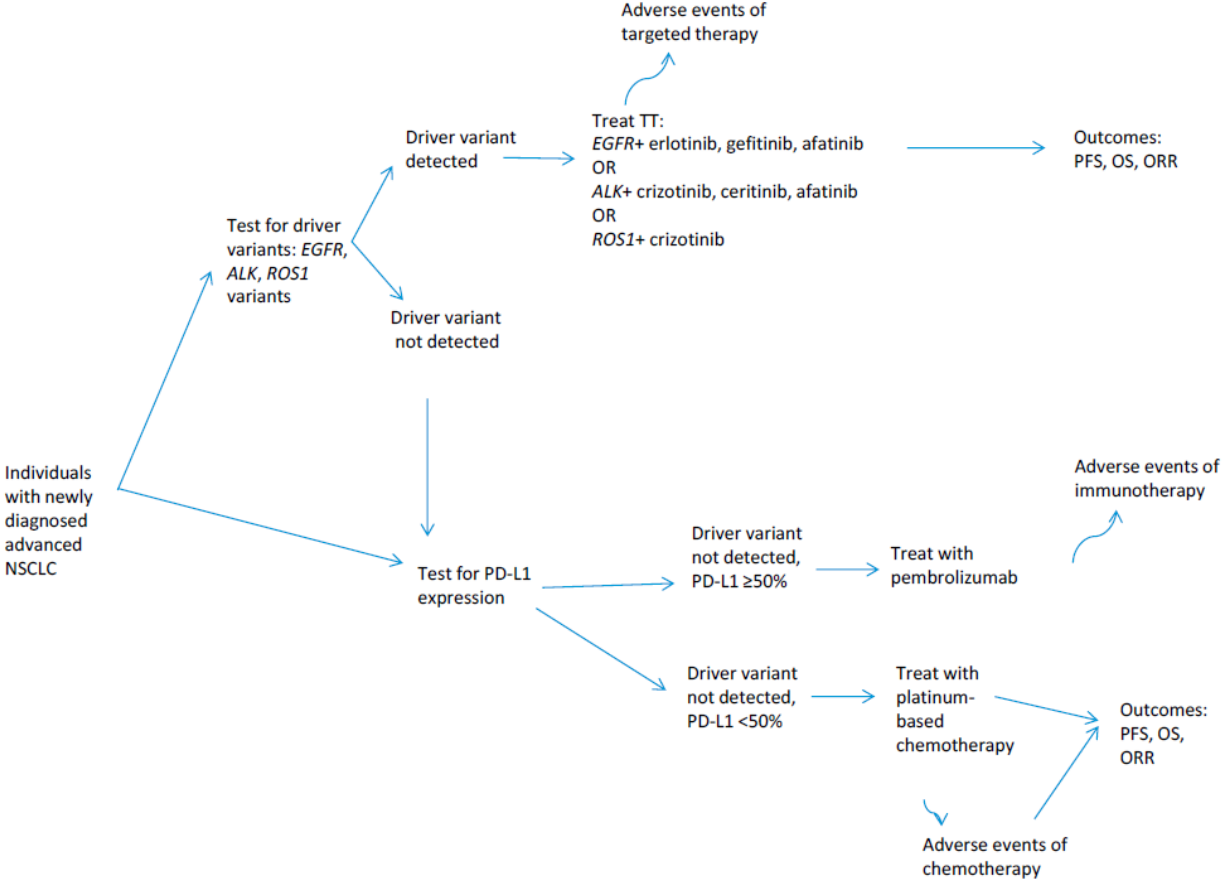 Adverse events of
targeted therapy
Driver variant
detected
Treat TT:
EGFR+ erlotinib, gefitinib, afatinib
OR
ALK+ crizotinib, ceritinib, afatinib
OR
ROS1+ crizotinib
Outcomes:
PFS, OS, ORR
Test for driver
variants: EGFR,
ALK, ROS1
variants
Driver variant
not detected
Individuals
with newly
diagnosed
advanced
NSCLC
Test for PD-L1
expression
Driver variant
not detected,
PD-L1 ≥50%
Treat with
pembrolizumab
Adverse events of
immunotherapy
Driver variant
not detected,
PD-L1 <50%
Treat with
platinum-
based
chemotherapy
Outcomes:
PFS, OS,
ORR
Adverse events of
chemotherapy